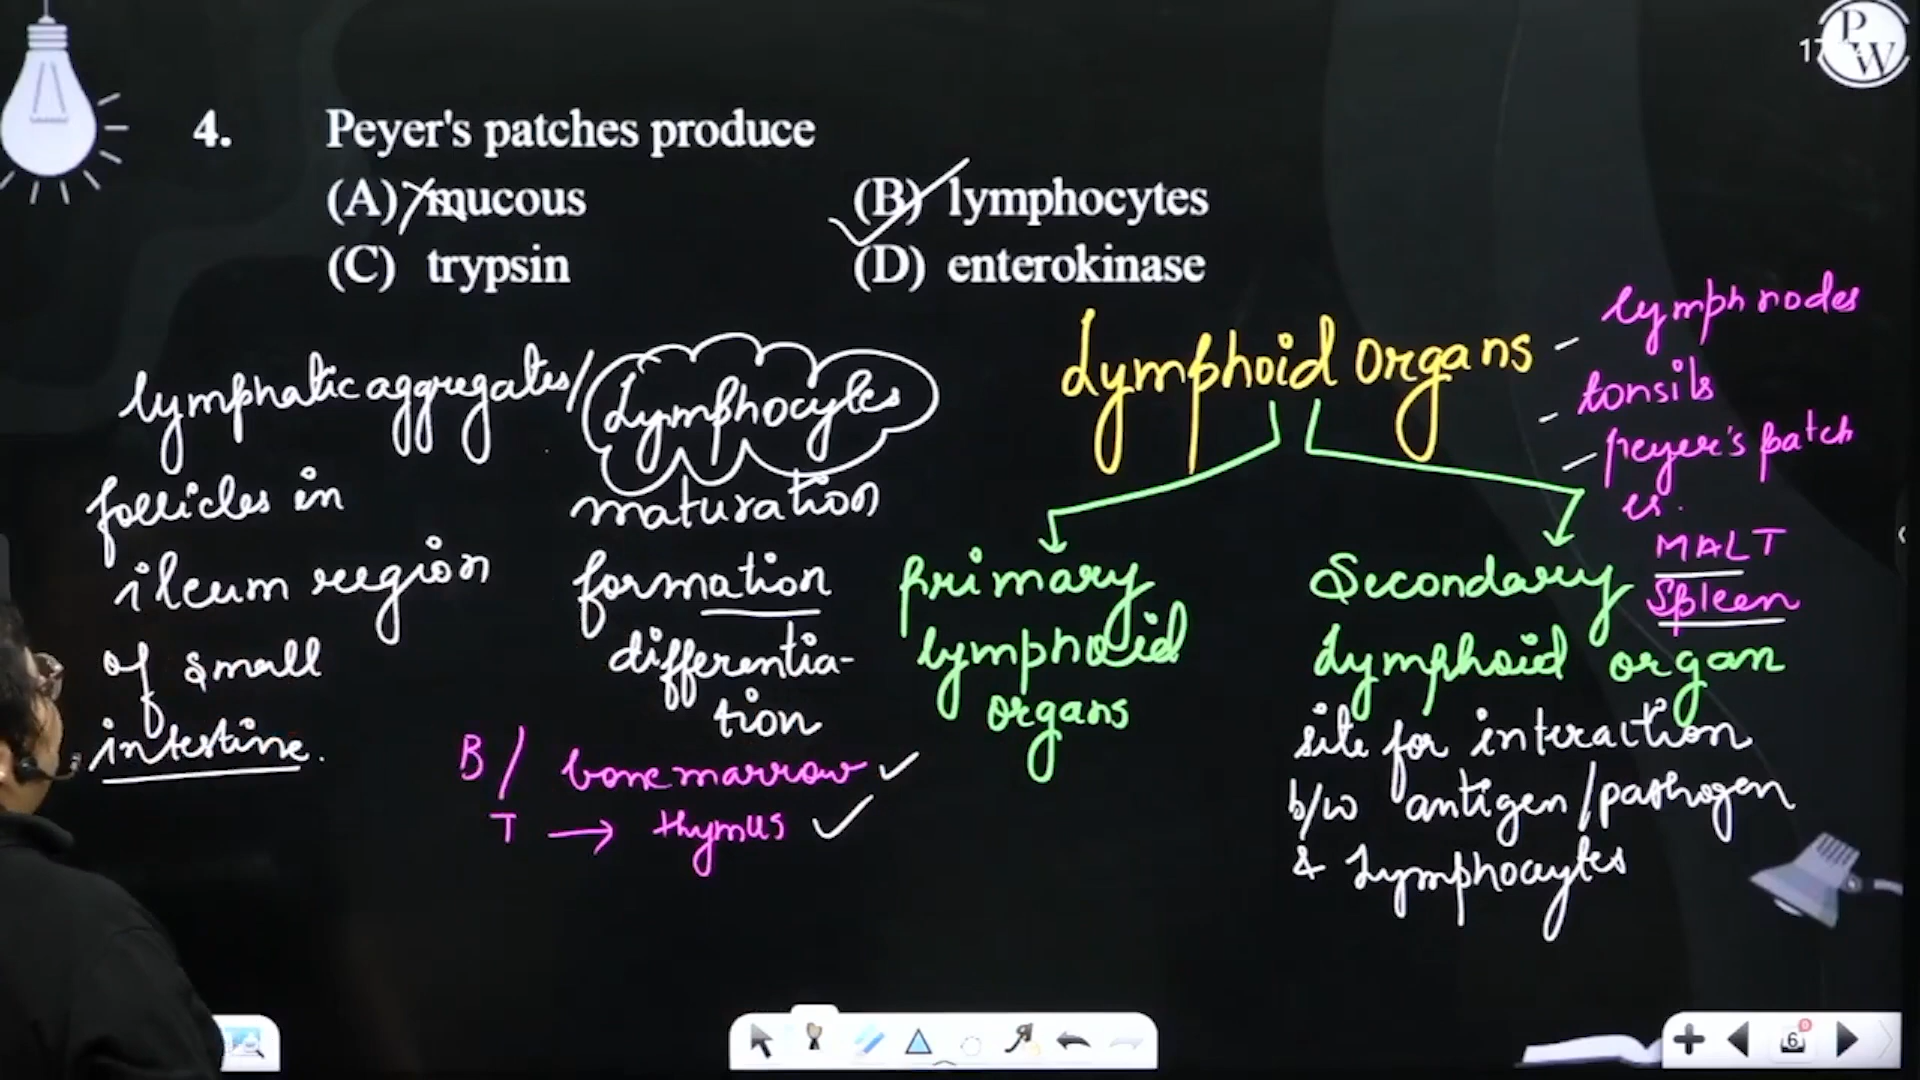 PW
17
4. Peyer's patches produce
(A) mucous (B) lymphocytes
(C) trypsin (D) enterokinase
lymphatic aggregates/
follicles in
ileum region
of small
intestine.
Lymphocytes
maturation
formation
differentia-
tion
B/ bone marrow
T → thymus
Lymphoid organs
primary
lymphoid
organs
Secondary
Lymphoid organ
site for interaction
b/w antigen/pathogen
& Lymphocytes
- lymph nodes
- tonsils
- peyer's patch
es.
MALT
Spleen
6